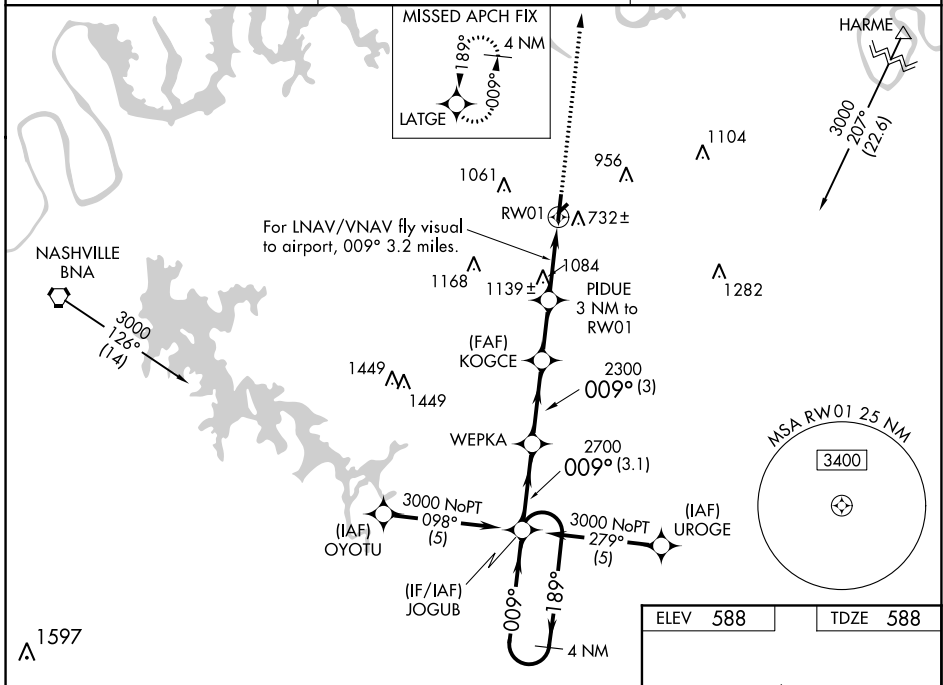 MISSED APCH FIX
4 NM
189°
009°
LATGE
HARME
3000
207°
(22.6)
1104
956
1061
RW01
732±
For LNAV/VNAV fly visual
to airport, 009° 3.2 miles.
NASHVILLE
BNA
3000
126°
(14)
1168
1084
1139±
1282
PIDUE
3 NM to
RW01
(FAF)
KOGCE
1449
1449
2300
009° (3)
WEPKA
2700
009° (3.1)
MSA RW01 25 NM
3400
3000 NoPT
098°
(5)
(IAF)
OYOTU
3000 NoPT
279°
(5)
(IAF)
UROGE
(IF/IAF)
JOGUB
009°
189°
4 NM
1597
ELEV 588
TDZE 588